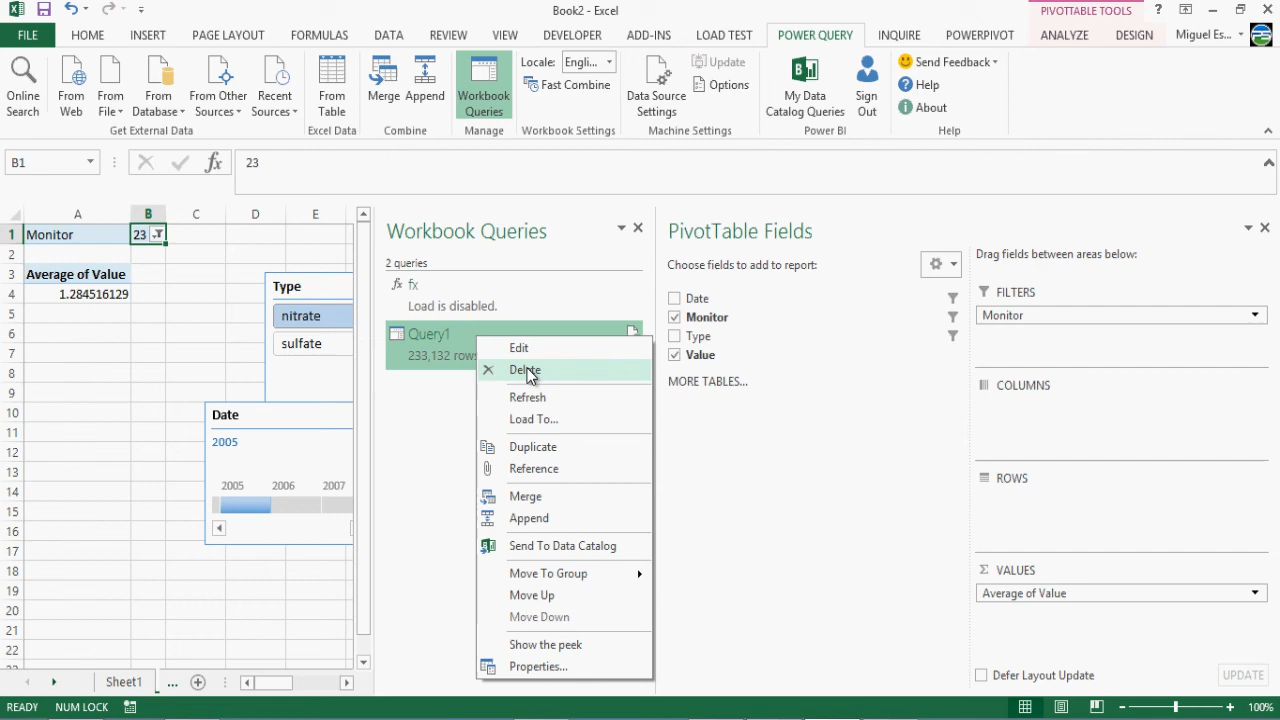 Book2 - Excel
PIVOTTABLE TOOLS
?
FILE HOME INSERT PAGE LAYOUT FORMULAS DATA REVIEW VIEW DEVELOPER ADD-INS LOAD TEST POWER QUERY INQUIRE POWERPIVOT ANALYZE DESIGN Miguel Es...
Online Search
From Web
From File
From Database
From Other Sources
Recent Sources
Get External Data
From Table
Excel Data
Merge
Append
Combine
Workbook Queries
Manage
Locale: Engli...
Fast Combine
Workbook Settings
Data Source Settings
Update
Options
Machine Settings
My Data Catalog Queries
Sign Out
Power BI
Send Feedback
Help
About
Help
B1
fx
23
A B C D E
1 Monitor 23
2
3 Average of Value
4 1.284516129
5
6
7
8
9
10
11
12
13
14
15
16
17
18
19
20
21
22
Type
nitrate
sulfate
Date
2005
2005 2006 2007
Sheet1 ...
Workbook Queries
2 queries
fx fx
Load is disabled.
Query1
233,132 rows
Edit
Delete
Refresh
Load To...
Duplicate
Reference
Merge
Append
Send To Data Catalog
Move To Group
Move Up
Move Down
Show the peek
Properties...
PivotTable Fields
Choose fields to add to report:
Date
Monitor
Type
Value
MORE TABLES...
Drag fields between areas below:
FILTERS
Monitor
COLUMNS
ROWS
Σ VALUES
Average of Value
Defer Layout Update
UPDATE
READY NUM LOCK
100%